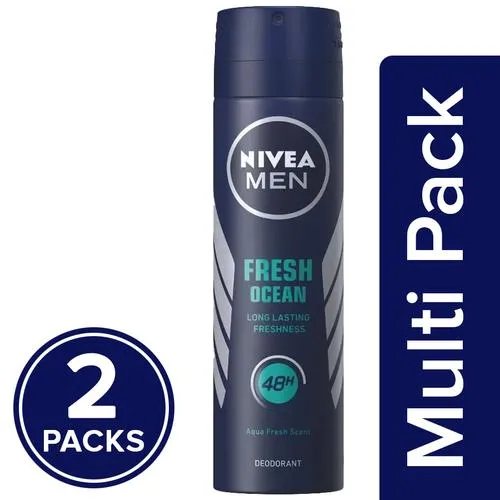 NIVEA
MEN
FRESH
OCEAN
LONG LASTING
FRESHNESS
48H
Aqua Fresh Scent
DEODORANT
2
PACKS
Multi Pack